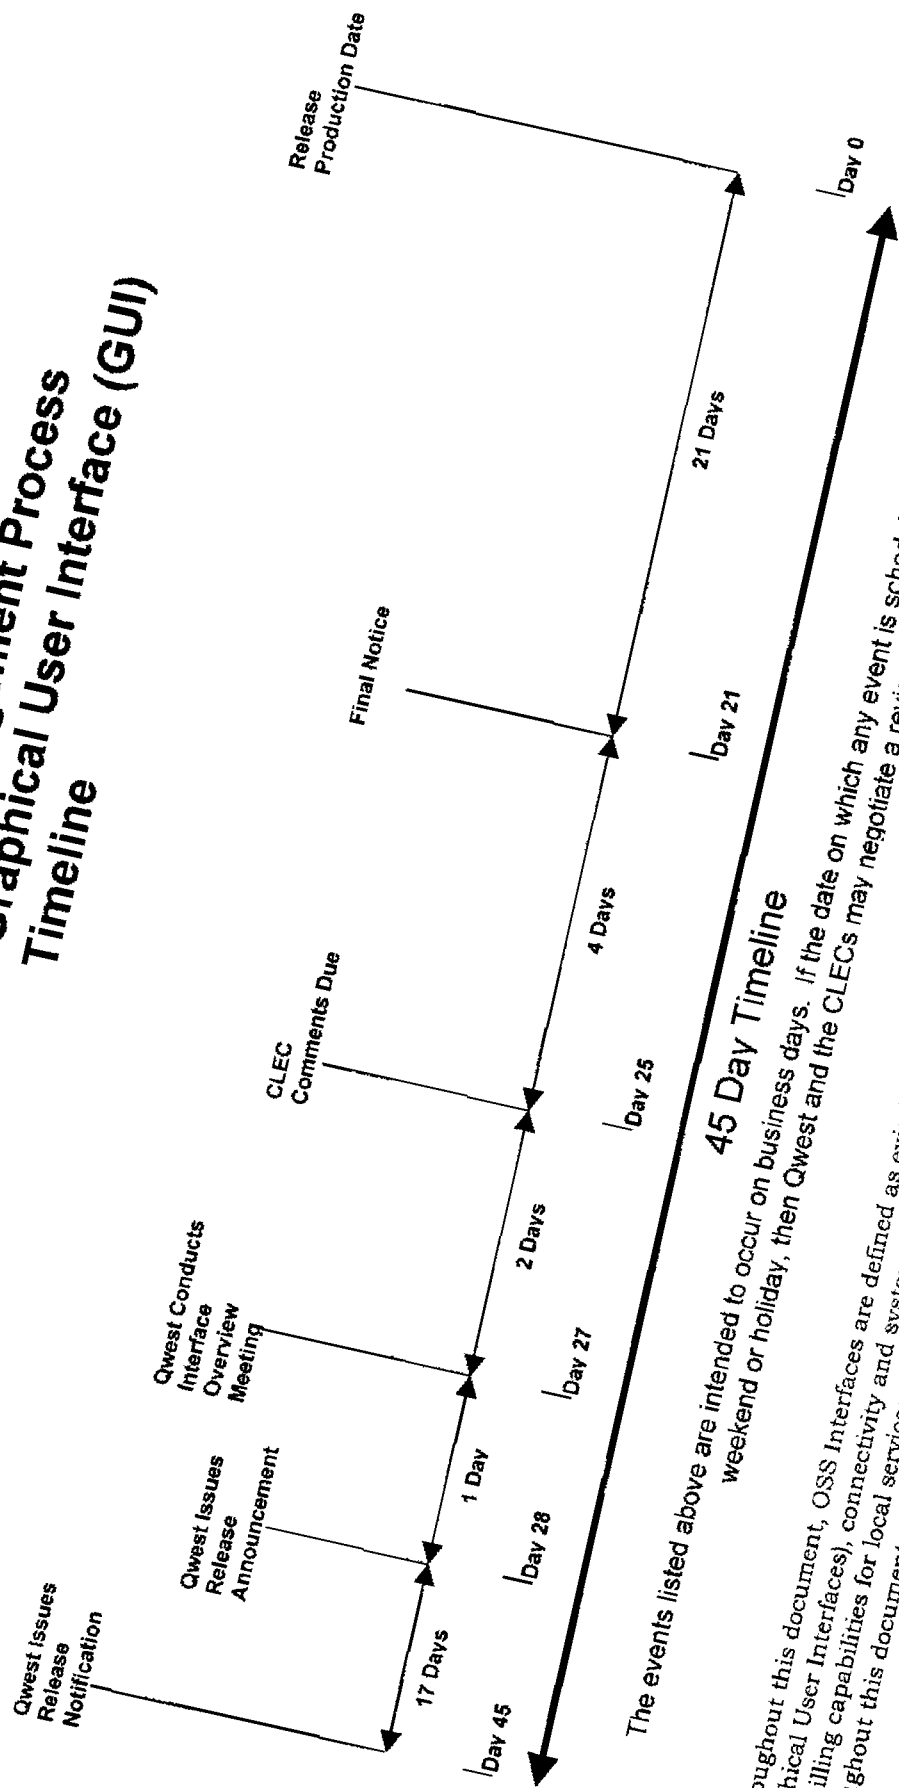 Process
Graphical User Interface (GUI)
Timeline
Qwest Issues
Release
Notification
Qwest Issues
Release
Announcement
Qwest Conducts
Interface
Overview
Meeting
CLEC
Comments Due
Final Notice
Release
Production Date
17 Days
1 Day
2 Days
4 Days
21 Days
Day 45
Day 28
Day 27
Day 25
Day 21
Day 0
45 Day Timeline
The events listed above are intended to occur on business days. If the date on which any event is
weekend or holiday, then Qwest and the CLECs may negotiate a
this document, OSS Interfaces are defined as
User Interfaces), connectivity and
capabilities for local
this document